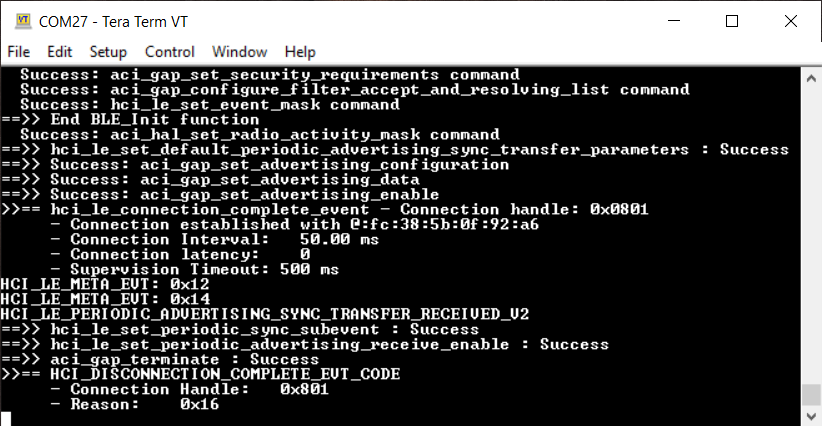 COM27 - Tera Term VT
File Edit Setup Control Window Help
Success: aci_gap_set_security_requirements command
Success: aci_gap_configure_filter_accept_and_resolving_list command
Success: hci_le_set_event_mask command
==>> End BLE_Init function
Success: aci_hal_set_radio_activity_mask command
==>> hci_le_set_default_periodic_advertising_sync_transfer_parameters : Success
==>> Success: aci_gap_set_advertising_configuration
==>> Success: aci_gap_set_advertising_data
==>> Success: aci_gap_set_advertising_enable
>>== hci_le_connection_complete_event - Connection handle: 0x0801
- Connection established with @:fc:38:5b:0f:92:a6
- Connection Interval: 50.00 ms
- Connection latency: 0
- Supervision Timeout: 500 ms
HCI_LE_META_EVT: 0x12
HCI_LE_META_EVT: 0x14
HCI_LE_PERIODIC_ADVERTISING_SYNC_TRANSFER_RECEIVED_V2
==>> hci_le_set_periodic_sync_subevent : Success
==>> hci_le_set_periodic_advertising_receive_enable : Success
==>> aci_gap_terminate : Success
>>== HCI_DISCONNECTION_COMPLETE_EVT_CODE
- Connection Handle: 0x801
- Reason: 0x16